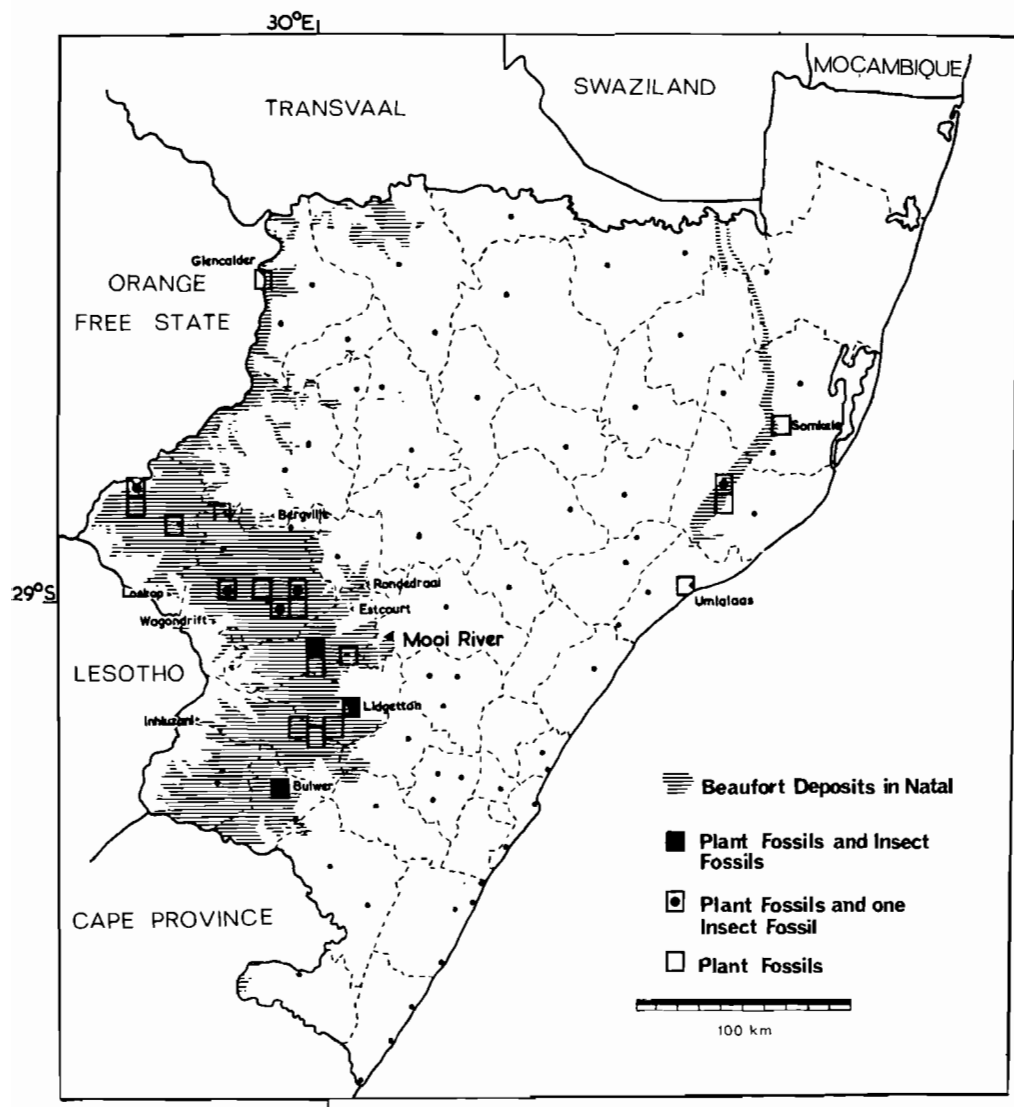 30°E
MOÇAMBIQUE
SWAZILAND
TRANSVAAL
Glencalder
ORANGE
FREE STATE
Somkele
Bergville
Loskop
Rondedraai
29°S
Estcourt
Umlalaas
Wagondrift
Mooi River
LESOTHO
Lidgetton
Inhluzani
Bulwer
Beaufort Deposits in Natal
Plant Fossils and Insect
Fossils
Plant Fossils and one
Insect Fossil
CAPE PROVINCE
Plant Fossils
100 km